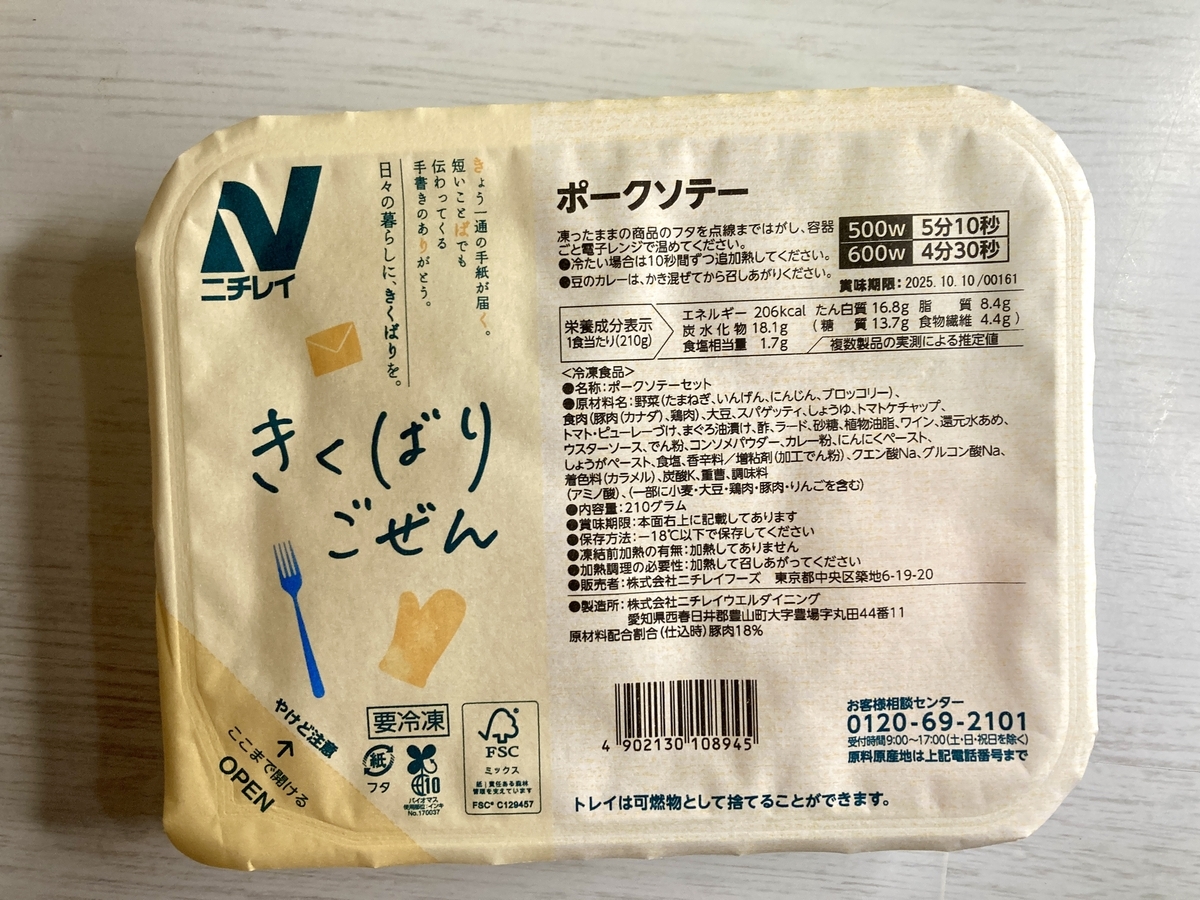 ニチレイ
きょう一通の手紙が届く。
短いことばでも
伝わってくる
手書きのありがとう。
日々の暮らしに、きくばりを。
きくばり
ごぜん
やけど注意
ここまで開ける
OPEN
要冷凍
紙
フタ
10
バイオマス
使用部位:インキ
No.170037
FSC
ミックス
紙|責任ある森林
管理を支えています
FSC® C129457
ポークソテー
凍ったままの商品のフタを点線まではがし、容器
ごと電子レンジで温めてください。
●冷たい場合は10秒間ずつ追加熱してください。
●豆のカレーは、かき混ぜてから召しあがりください。
500w 5分10秒
600w 4分30秒
賞味期限:2025.10.10/00161
栄養成分表示
1食当たり(210g)
エネルギー 206kcal たん白質 16.8g 脂 質 8.4g
炭水化物 18.1g (糖 質 13.7g 食物繊維 4.4g)
食塩相当量 1.7g 複数製品の実測による推定値
<冷凍食品>
●名称:ポークソテーセット
●原材料名:野菜(たまねぎ、いんげん、にんじん、ブロッコリー)、
食肉(豚肉(カナダ)、鶏肉)、大豆、スパゲッティ、しょうゆ、トマトケチャップ、
トマト・ピューレーづけ、まぐろ油漬け、酢、ラード、砂糖、植物油脂、ワイン、還元水あめ、
ウスターソース、でん粉、コンソメパウダー、カレー粉、にんにくペースト、
しょうがペースト、食塩、香辛料/増粘剤(加工でん粉)、クエン酸Na、グルコン酸Na、
着色料(カラメル)、炭酸K、重曹、調味料
(アミノ酸)、(一部に小麦・大豆・鶏肉・豚肉・りんごを含む)
●内容量:210グラム
●賞味期限:本面右上に記載してあります
●保存方法:-18℃以下で保存してください
●凍結前加熱の有無:加熱してありません
●加熱調理の必要性:加熱して召しあがってください
●販売者:株式会社ニチレイフーズ 東京都中央区築地6-19-20
●製造所:株式会社ニチレイウエルダイニング
愛知県西春日井郡豊山町大字豊場字丸田44番11
原材料配合割合(仕込時)豚肉18%
4 902130 108945
お客様相談センター
0120-69-2101
受付時間9:00〜17:00(土・日・祝日を除く)
原料原産地は上記電話番号まで
トレイは可燃物として捨てることができます。